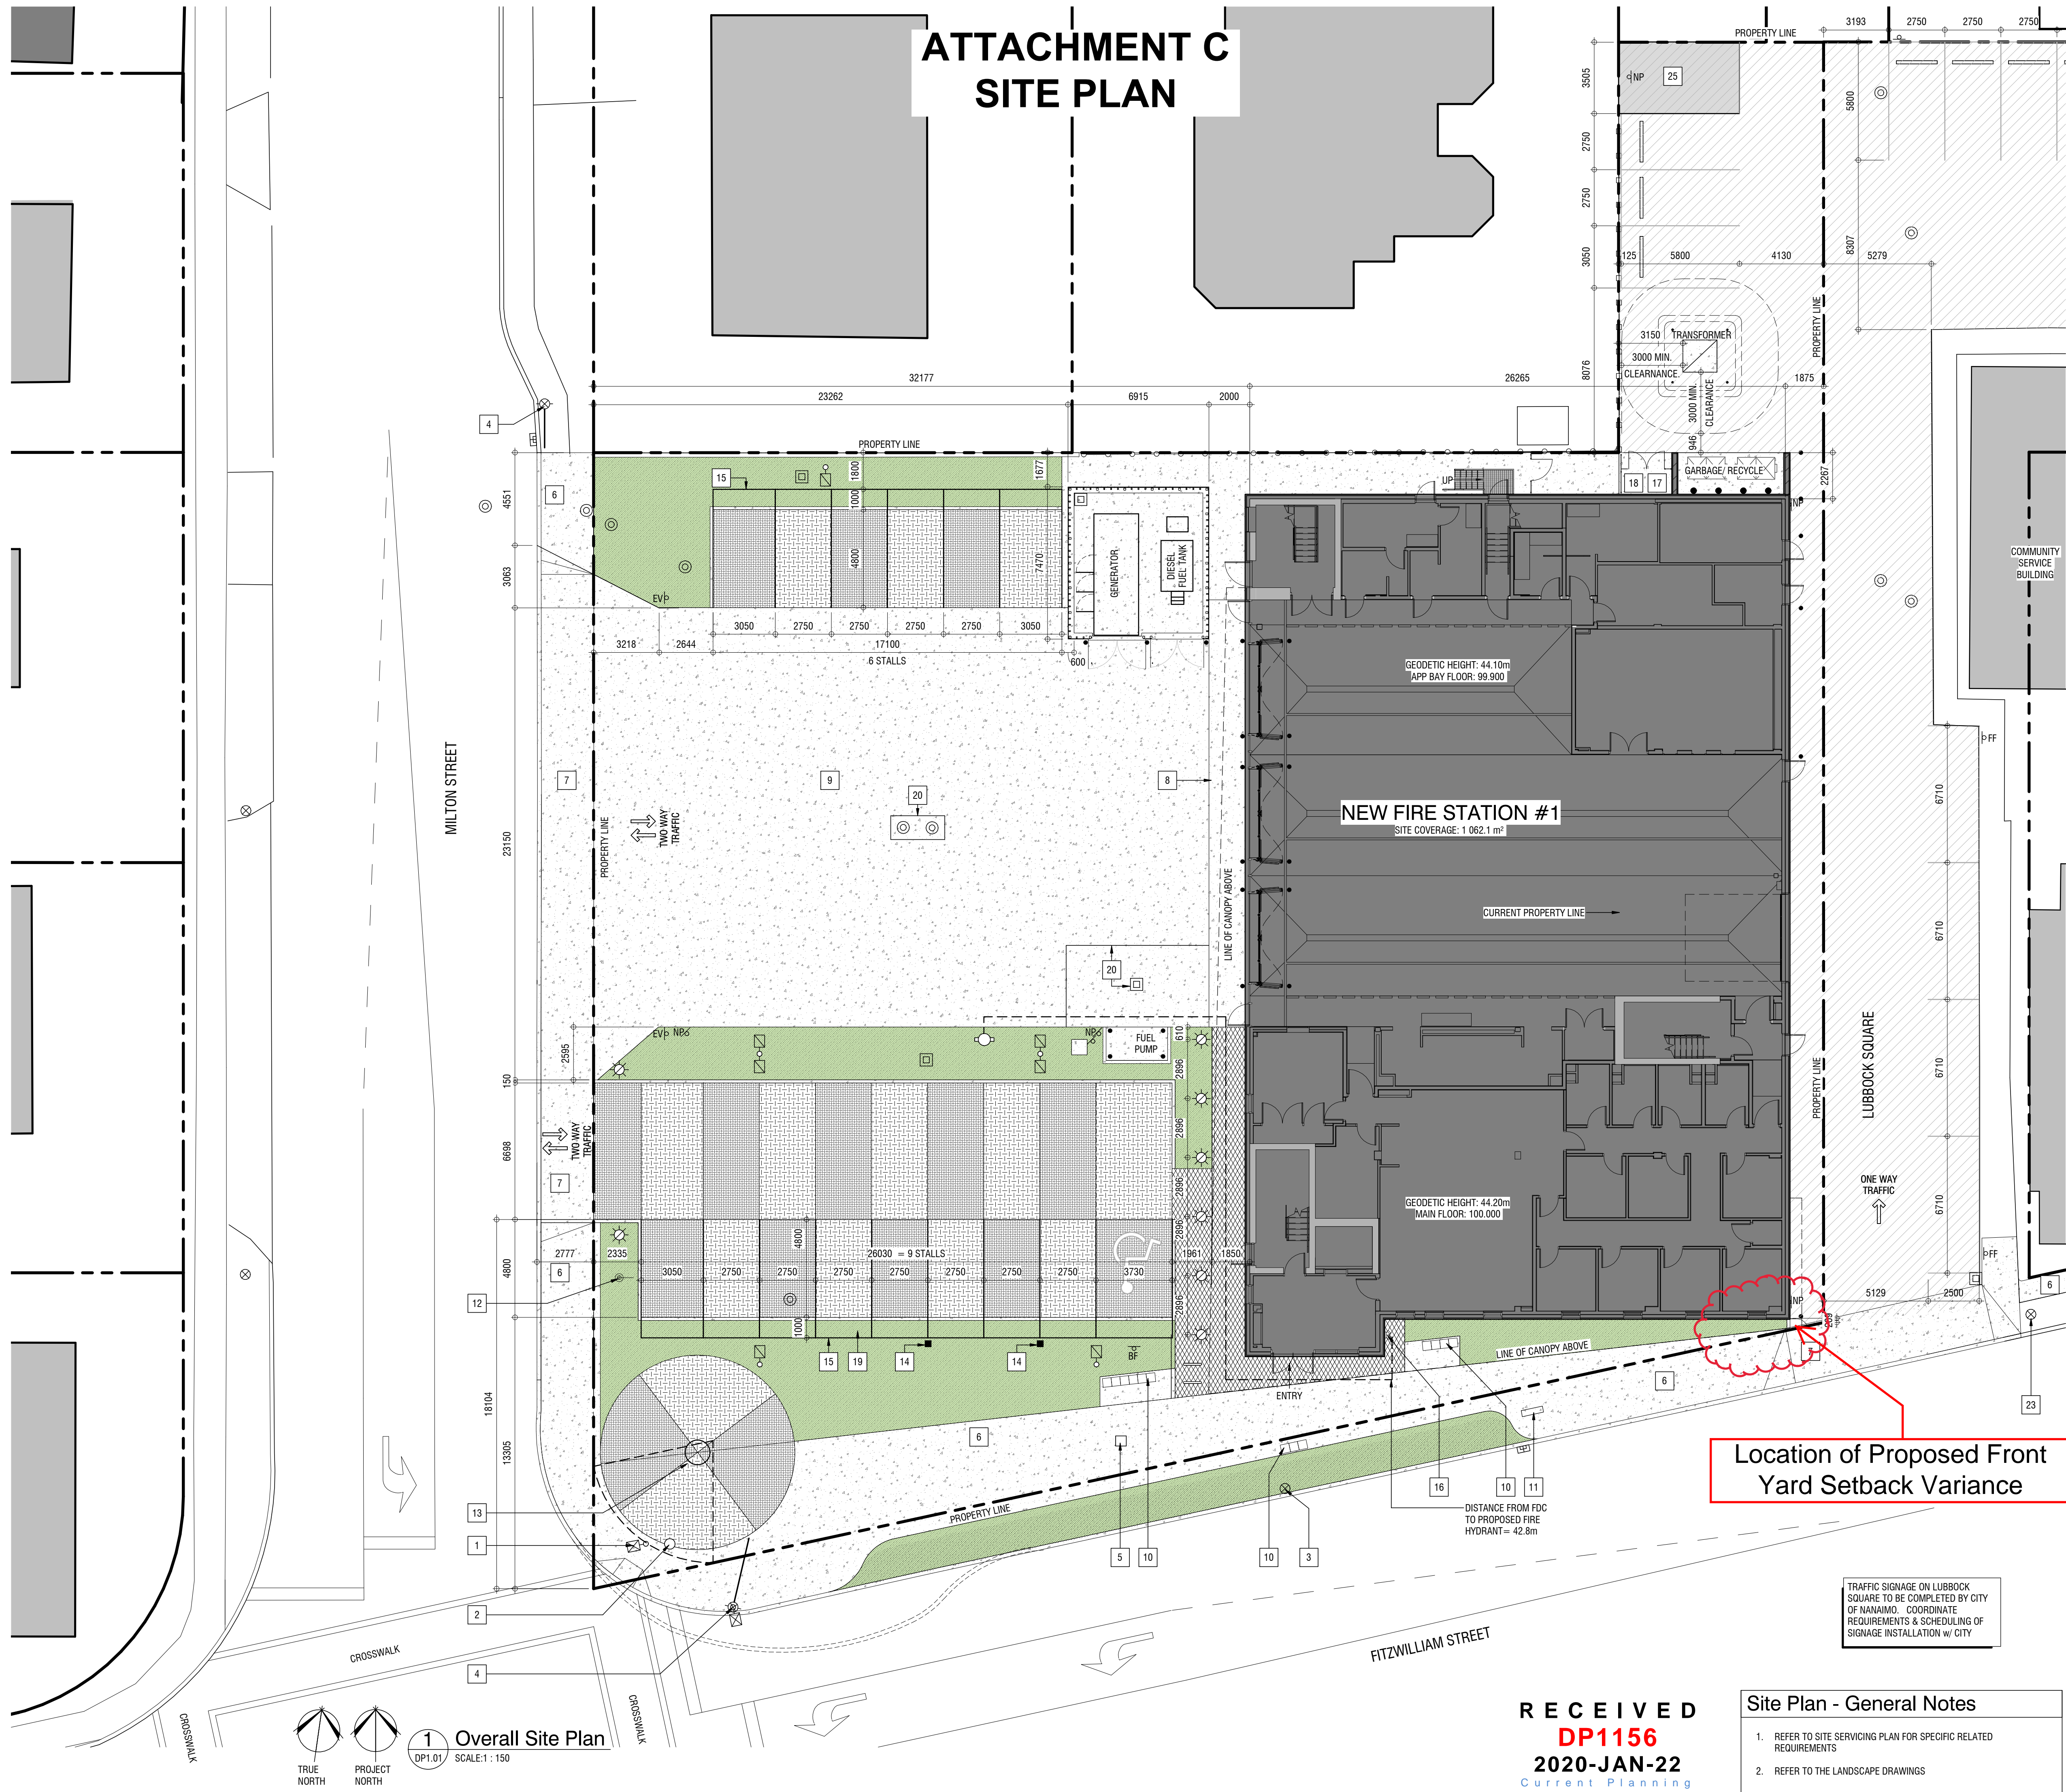 ATTACHMENT C
SITE PLAN
PROPERTY LINE
3193
2750
2750
2750
3505
NP
25
5800
2750
2750
8307
3050
125
5800
4130
5279
PROPERTY LINE
3150
TRANSFORMER
3000 MIN.
CLEARNANCE.
3000 MIN.
CLEARANCE
8076
946
32177
26265
1875
23262
6915
2000
4
PROPERTY LINE
1800
1677
15
1000
UP
18
17
GARBAGE/ RECYCLE
2267
NP
6
4551
4800
7470
GENERATOR
DIESEL
FUEL TANK
COMMUNITY
SERVICE
BUILDING
3063
EV
3050
2750
2750
2750
2750
3050
3218
2644
17100
6 STALLS
600
GEODETIC HEIGHT: 44.10m
APP BAY FLOOR: 99.900
MILTON STREET
FF
7
9
8
20
6710
23150
PROPERTY LINE
TWO WAY
TRAFFIC
NEW FIRE STATION #1
SITE COVERAGE: 1 062.1 m²
LINE OF CANOPY ABOVE
CURRENT PROPERTY LINE
6710
20
EV
NP
NP
FUEL
PUMP
610
2595
2896
150
6710
LUBBOCK SQUARE
PROPERTY LINE
2896
TWO WAY
TRAFFIC
6698
7
2896
GEODETIC HEIGHT: 44.20m
MAIN FLOOR: 100.000
ONE WAY
TRAFFIC
6710
2896
4800
2777
2335
26030 = 9 STALLS
1961
1850
FF
6
4800
3050
2750
2750
2750
2750
2750
2750
2750
3730
6
12
2896
NP
5129
2500
1000
269
23
15
19
14
14
BF
LINE OF CANOPY ABOVE
6
ENTRY
18104
13305
6
10
Location of Proposed Front
Yard Setback Variance
16
10
11
13
PROPERTY LINE
DISTANCE FROM FDC
TO PROPOSED FIRE
HYDRANT= 42.8m
1
5
10
10
3
2
TRAFFIC SIGNAGE ON LUBBOCK
SQUARE TO BE COMPLETED BY CITY
OF NANAIMO. COORDINATE
REQUIREMENTS & SCHEDULING OF
SIGNAGE INSTALLATION w/ CITY
FITZWILLIAM STREET
CROSSWALK
4
CROSSWALK
CROSSWALK
TRUE
NORTH
PROJECT
NORTH
1
DP1.01
Overall Site Plan
SCALE:1 : 150
RECEIVED
DP1156
2020-JAN-22
Current Planning
Site Plan - General Notes
1. REFER TO SITE SERVICING PLAN FOR SPECIFIC RELATED
REQUIREMENTS
2. REFER TO THE LANDSCAPE DRAWINGS